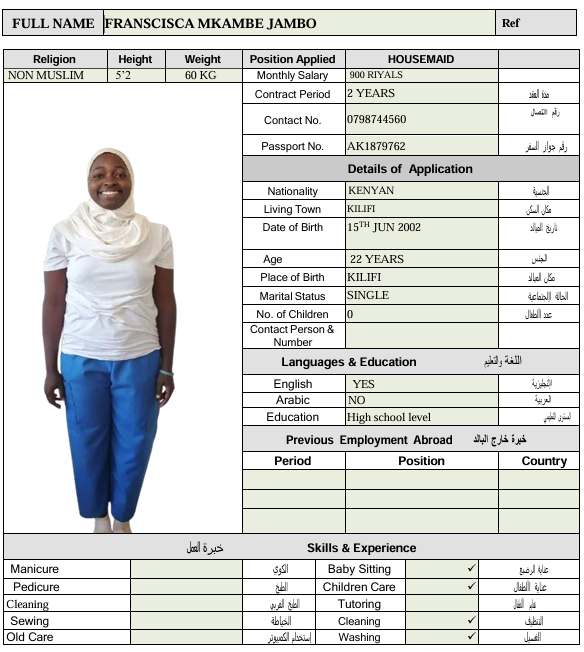 FULL NAME FRANSCISCA MKAMBE JAMBO Ref
Religion Height Weight Position Applied HOUSEMAID
NON MUSLIM 5’2 60 KG Monthly Salary 900 RIYALS
Contract Period 2 YEARS مدة العقد
Contact No. 0798744560 رقم الاتصال
Passport No. AK1879762 رقم جواز السفر
Details of Application
Nationality KENYAN الجنسية
Living Town KILIFI مكان السكن
Date of Birth 15TH JUN 2002 تاريخ الميلاد
Age 22 YEARS الجنس
Place of Birth KILIFI مكان الميلاد
Marital Status SINGLE الحالة الاجتماعية
No. of Children 0 عدد الأطفال
Contact Person &
Number
Languages & Education اللغة والتعليم
English YES الإنجليزية
Arabic NO العربية
Education High school level المستوى التعليمي
Previous Employment Abroad خبرة خارج البلاد
Period Position Country
خبرة العمل Skills & Experience
Manicure الكوي Baby Sitting ✓ عناية الرضيع
Pedicure الطبخ Children Care ✓ عناية الأطفال
Cleaning الطبخ العربي Tutoring
Sewing الخياطة Cleaning ✓ التنظيف
Old Care إستخدام الكمبيوتر Washing ✓ الغسيل